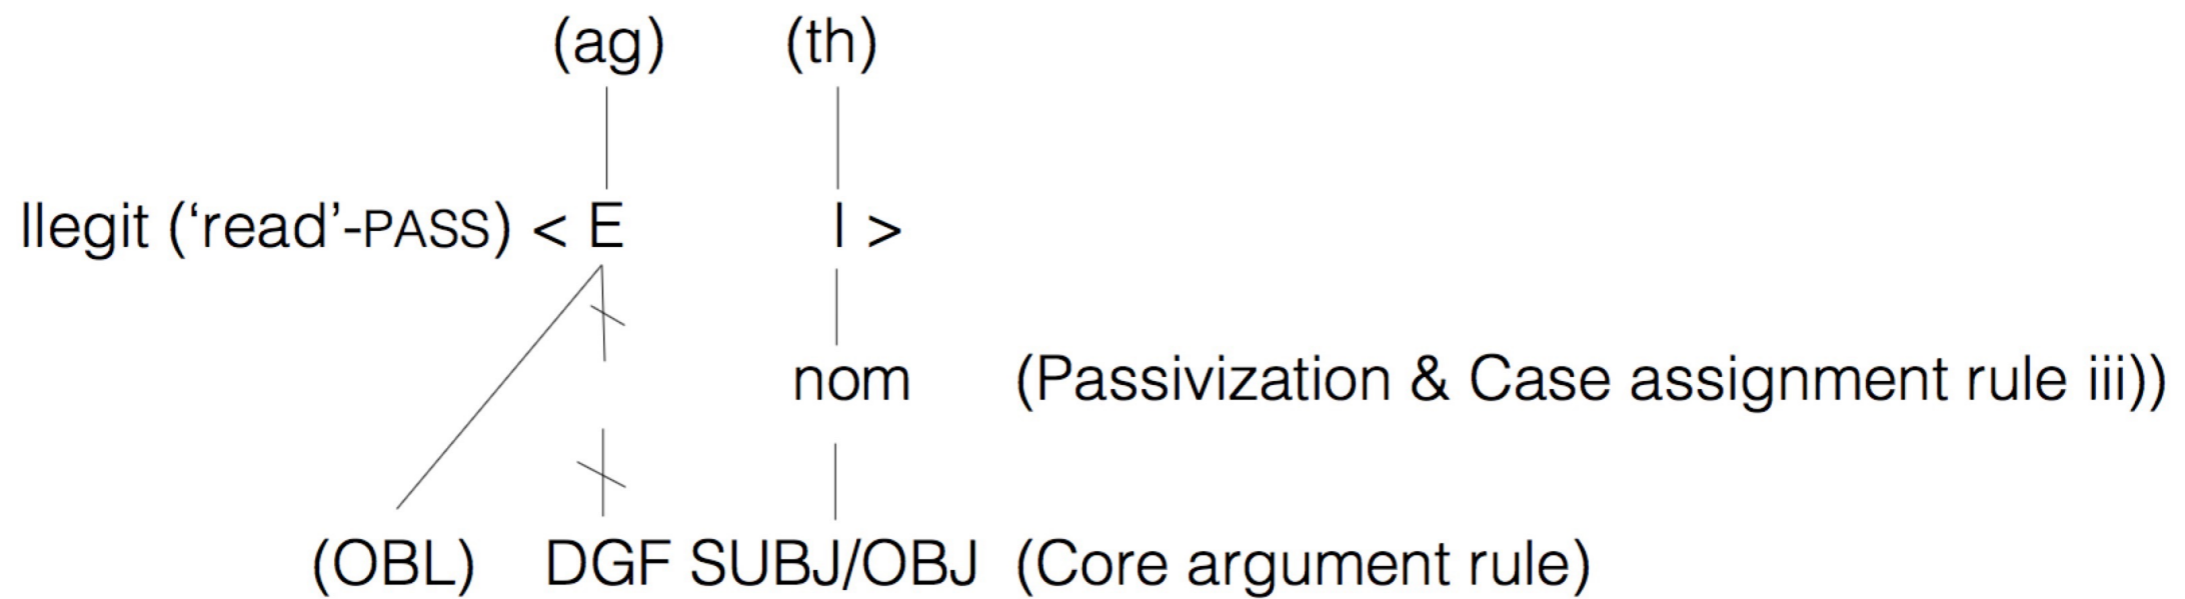 (ag) (th)
llegit (‘read’-PASS) < E I >
nom (Passivization & Case assignment rule iii))
(OBL) DGF SUBJ/OBJ (Core argument rule)